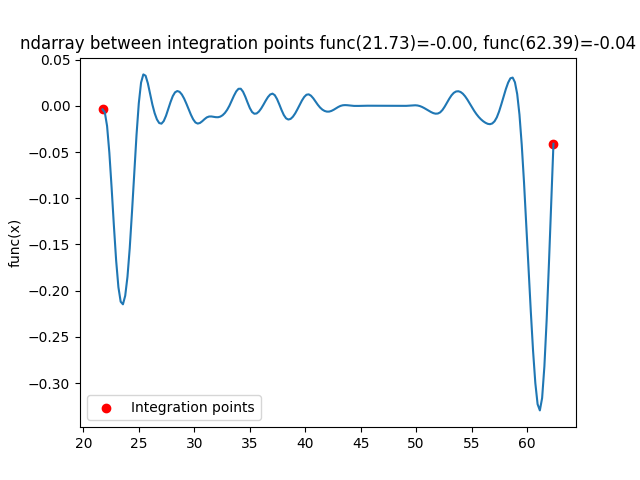 ndarray between integration points func(21.73)=-0.00, func(62.39)=-0.04
0.05
0.00
−0.05
−0.10
−0.15
−0.20
−0.25
−0.30
func(x)
Integration points
20 25 30 35 40 45 50 55 60